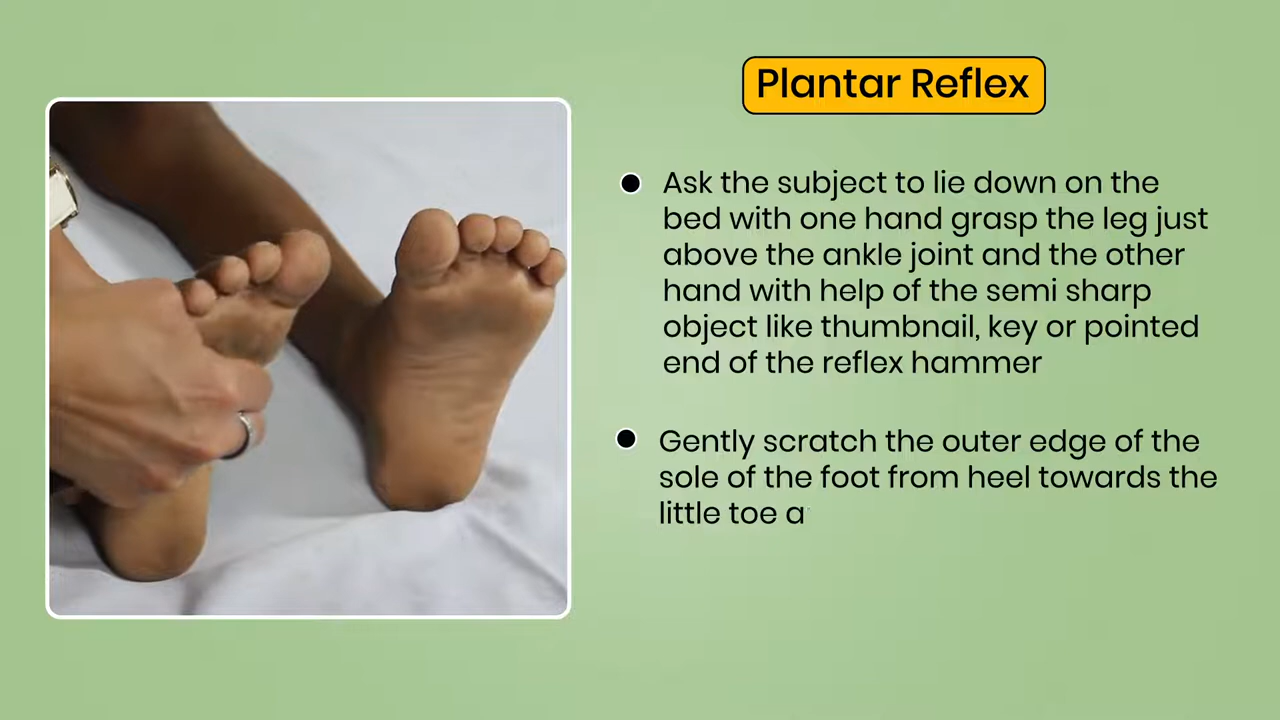 Plantar Reflex
Ask the subject to lie down on the
bed with one hand grasp the leg just
above the ankle joint and the other
hand with help of the semi sharp
object like thumbnail, key or pointed
end of the reflex hammer
Gently scratch the outer edge of the
sole of the foot from heel towards the
little toe a